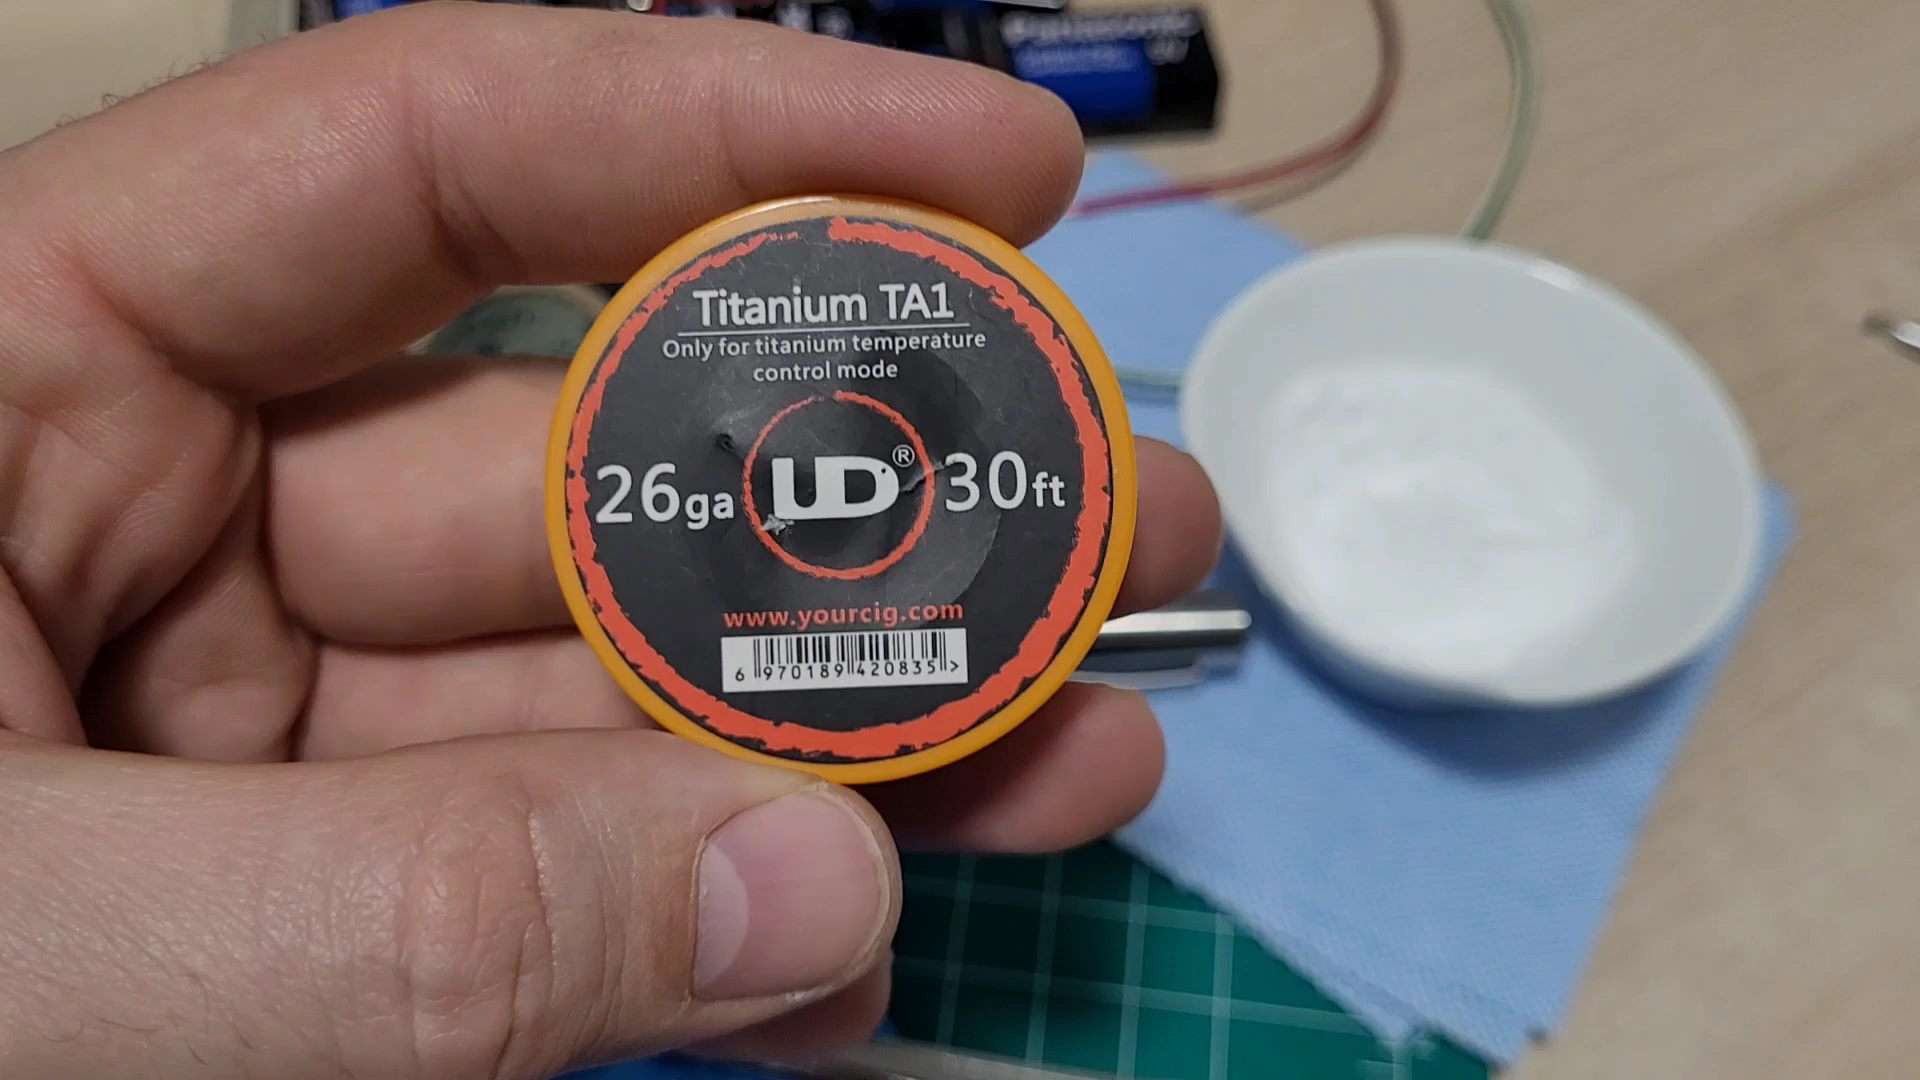 Titanium TA1
Only for titanium temperature
control mode
26ga UD® 30ft
www.yourcig.com
6 970189 420835 >